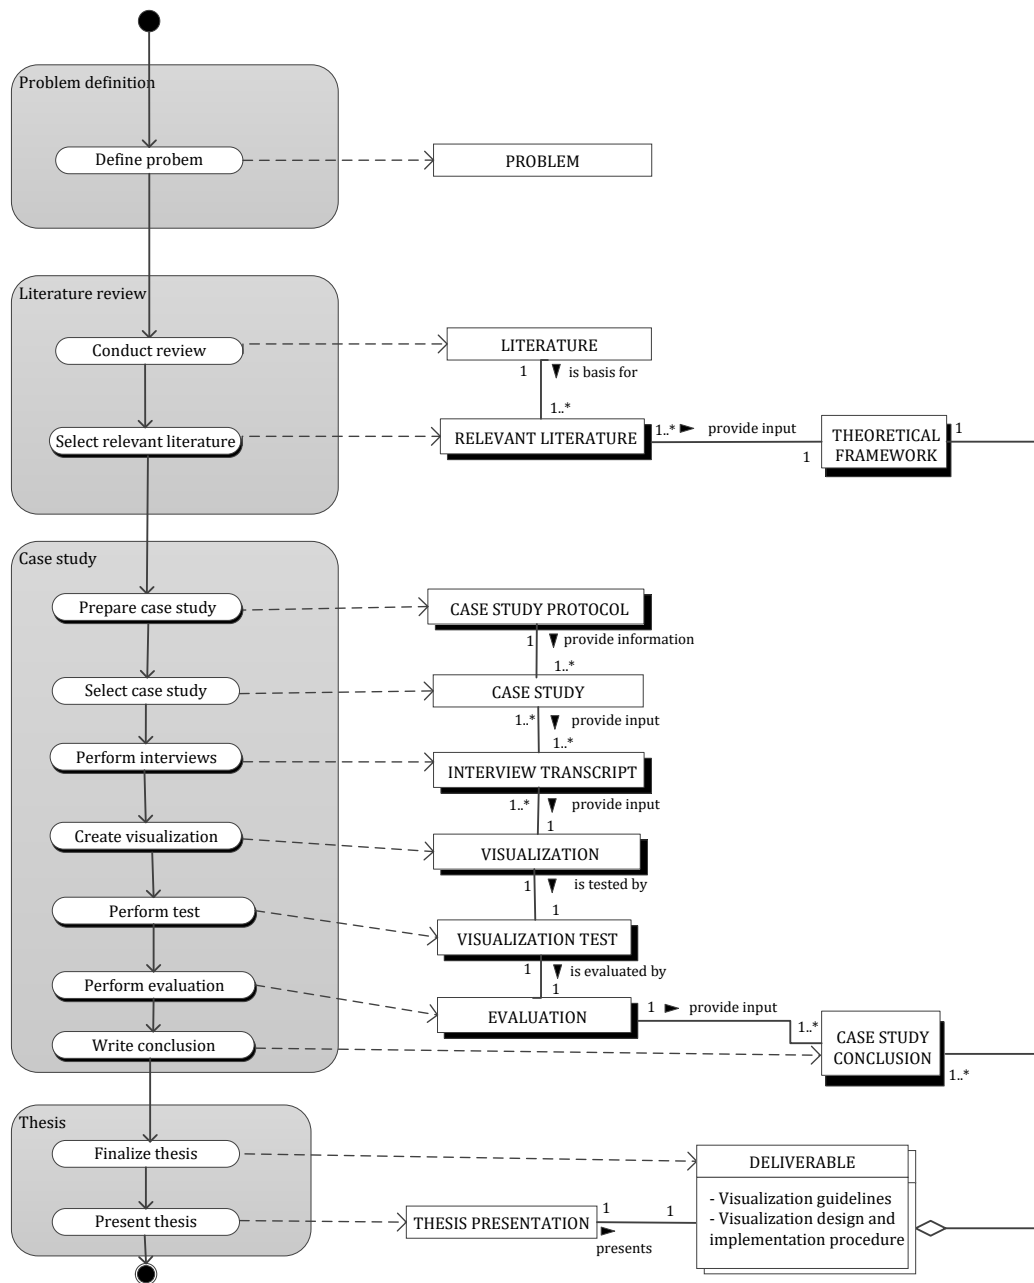 Problem definition
Define probem
PROBLEM
Literature review
Conduct review
LITERATURE
1
is basis for
1..*
Select relevant literature
RELEVANT LITERATURE
1..*
provide input
1
THEORETICAL
FRAMEWORK
1
Case study
Prepare case study
CASE STUDY PROTOCOL
1
provide information
1..*
Select case study
CASE STUDY
1..*
provide input
1..*
Perform interviews
INTERVIEW TRANSCRIPT
1..*
provide input
1
Create visualization
VISUALIZATION
1
is tested by
1
Perform test
VISUALIZATION TEST
1
is evaluated by
1
Perform evaluation
EVALUATION
1
provide input
1..*
Write conclusion
CASE STUDY
CONCLUSION
1..*
Thesis
Finalize thesis
DELIVERABLE
- Visualization guidelines
- Visualization design and
implementation procedure
Present thesis
THESIS PRESENTATION
1
1
presents